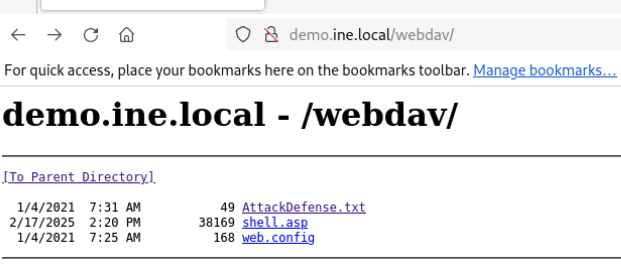 demo.ine.local/webdav/
For quick access, place your bookmarks here on the bookmarks toolbar. Manage bookmarks…
demo.ine.local - /webdav/
[To Parent Directory]
1/4/2021 7:31 AM 49 AttackDefense.txt
2/17/2025 2:20 PM 38169 shell.asp
1/4/2021 7:25 AM 168 web.config